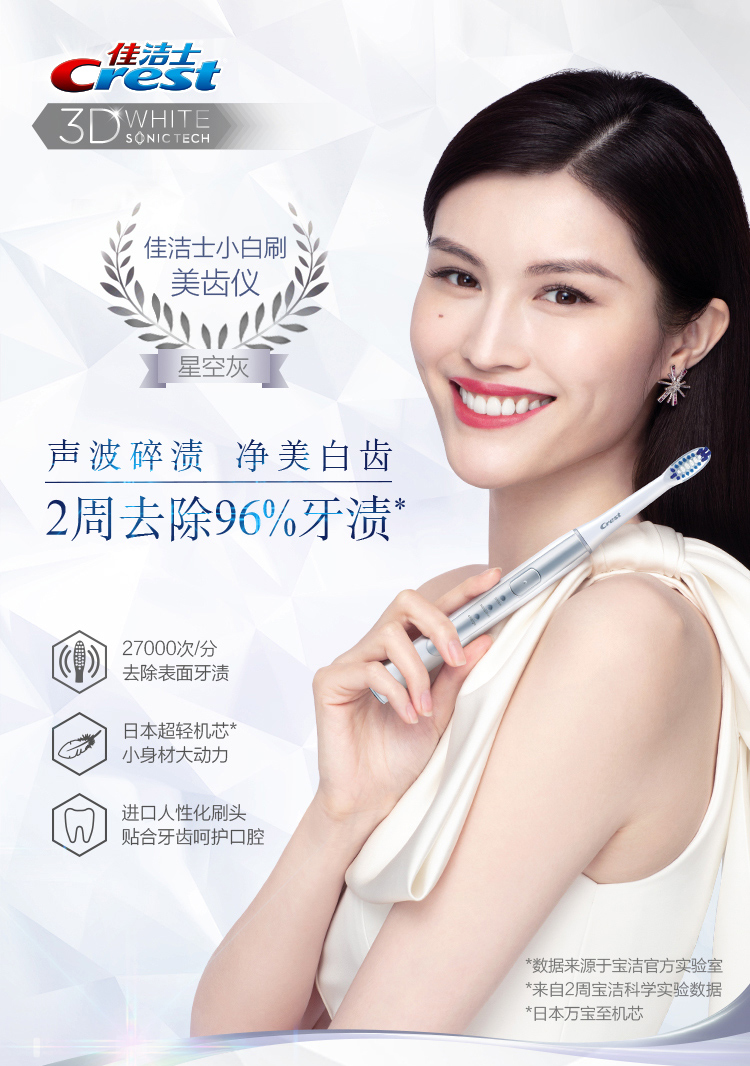 佳洁士
Crest
3D WHITE
SONIC TECH
佳洁士小白刷
美齿仪
星空灰
声波碎渍 净美白齿
2周去除96%牙渍*
Crest
27000次/分
去除表面牙渍
日本超轻机芯*
小身材大动力
进口人性化刷头
贴合牙齿呵护口腔
*数据来源于宝洁官方实验室
*来自2周宝洁科学实验数据
*日本万宝至机芯